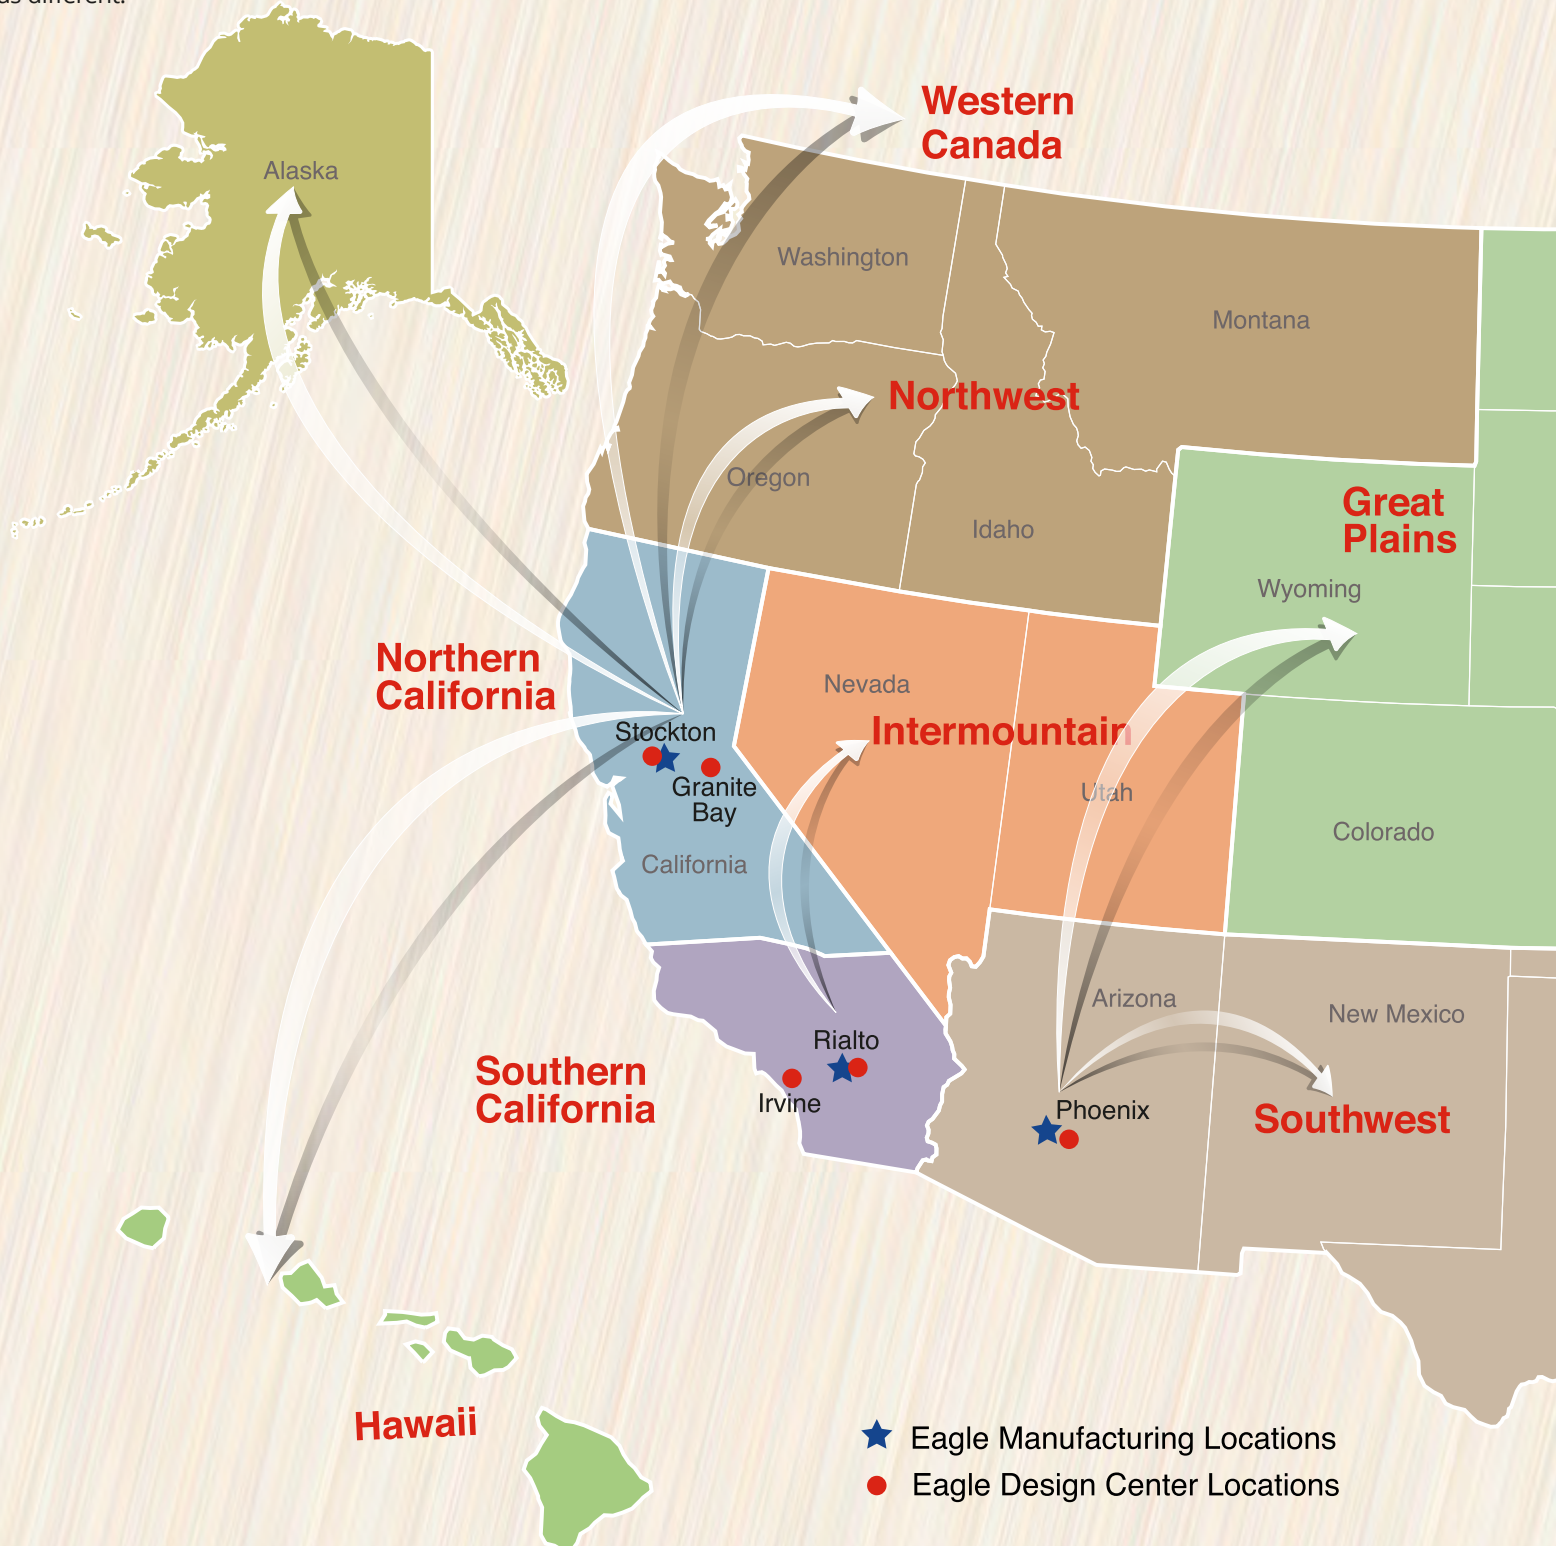 as different.
Alaska
Western
Canada
Washington
Montana
Northwest
Oregon
Idaho
Great
Plains
Wyoming
Northern
California
Nevada
Intermountain
Stockton
Granite
Bay
Utah
Colorado
California
Arizona
New Mexico
Rialto
Southern
California
Irvine
Phoenix
Southwest
Hawaii
Eagle Manufacturing Locations
Eagle Design Center Locations